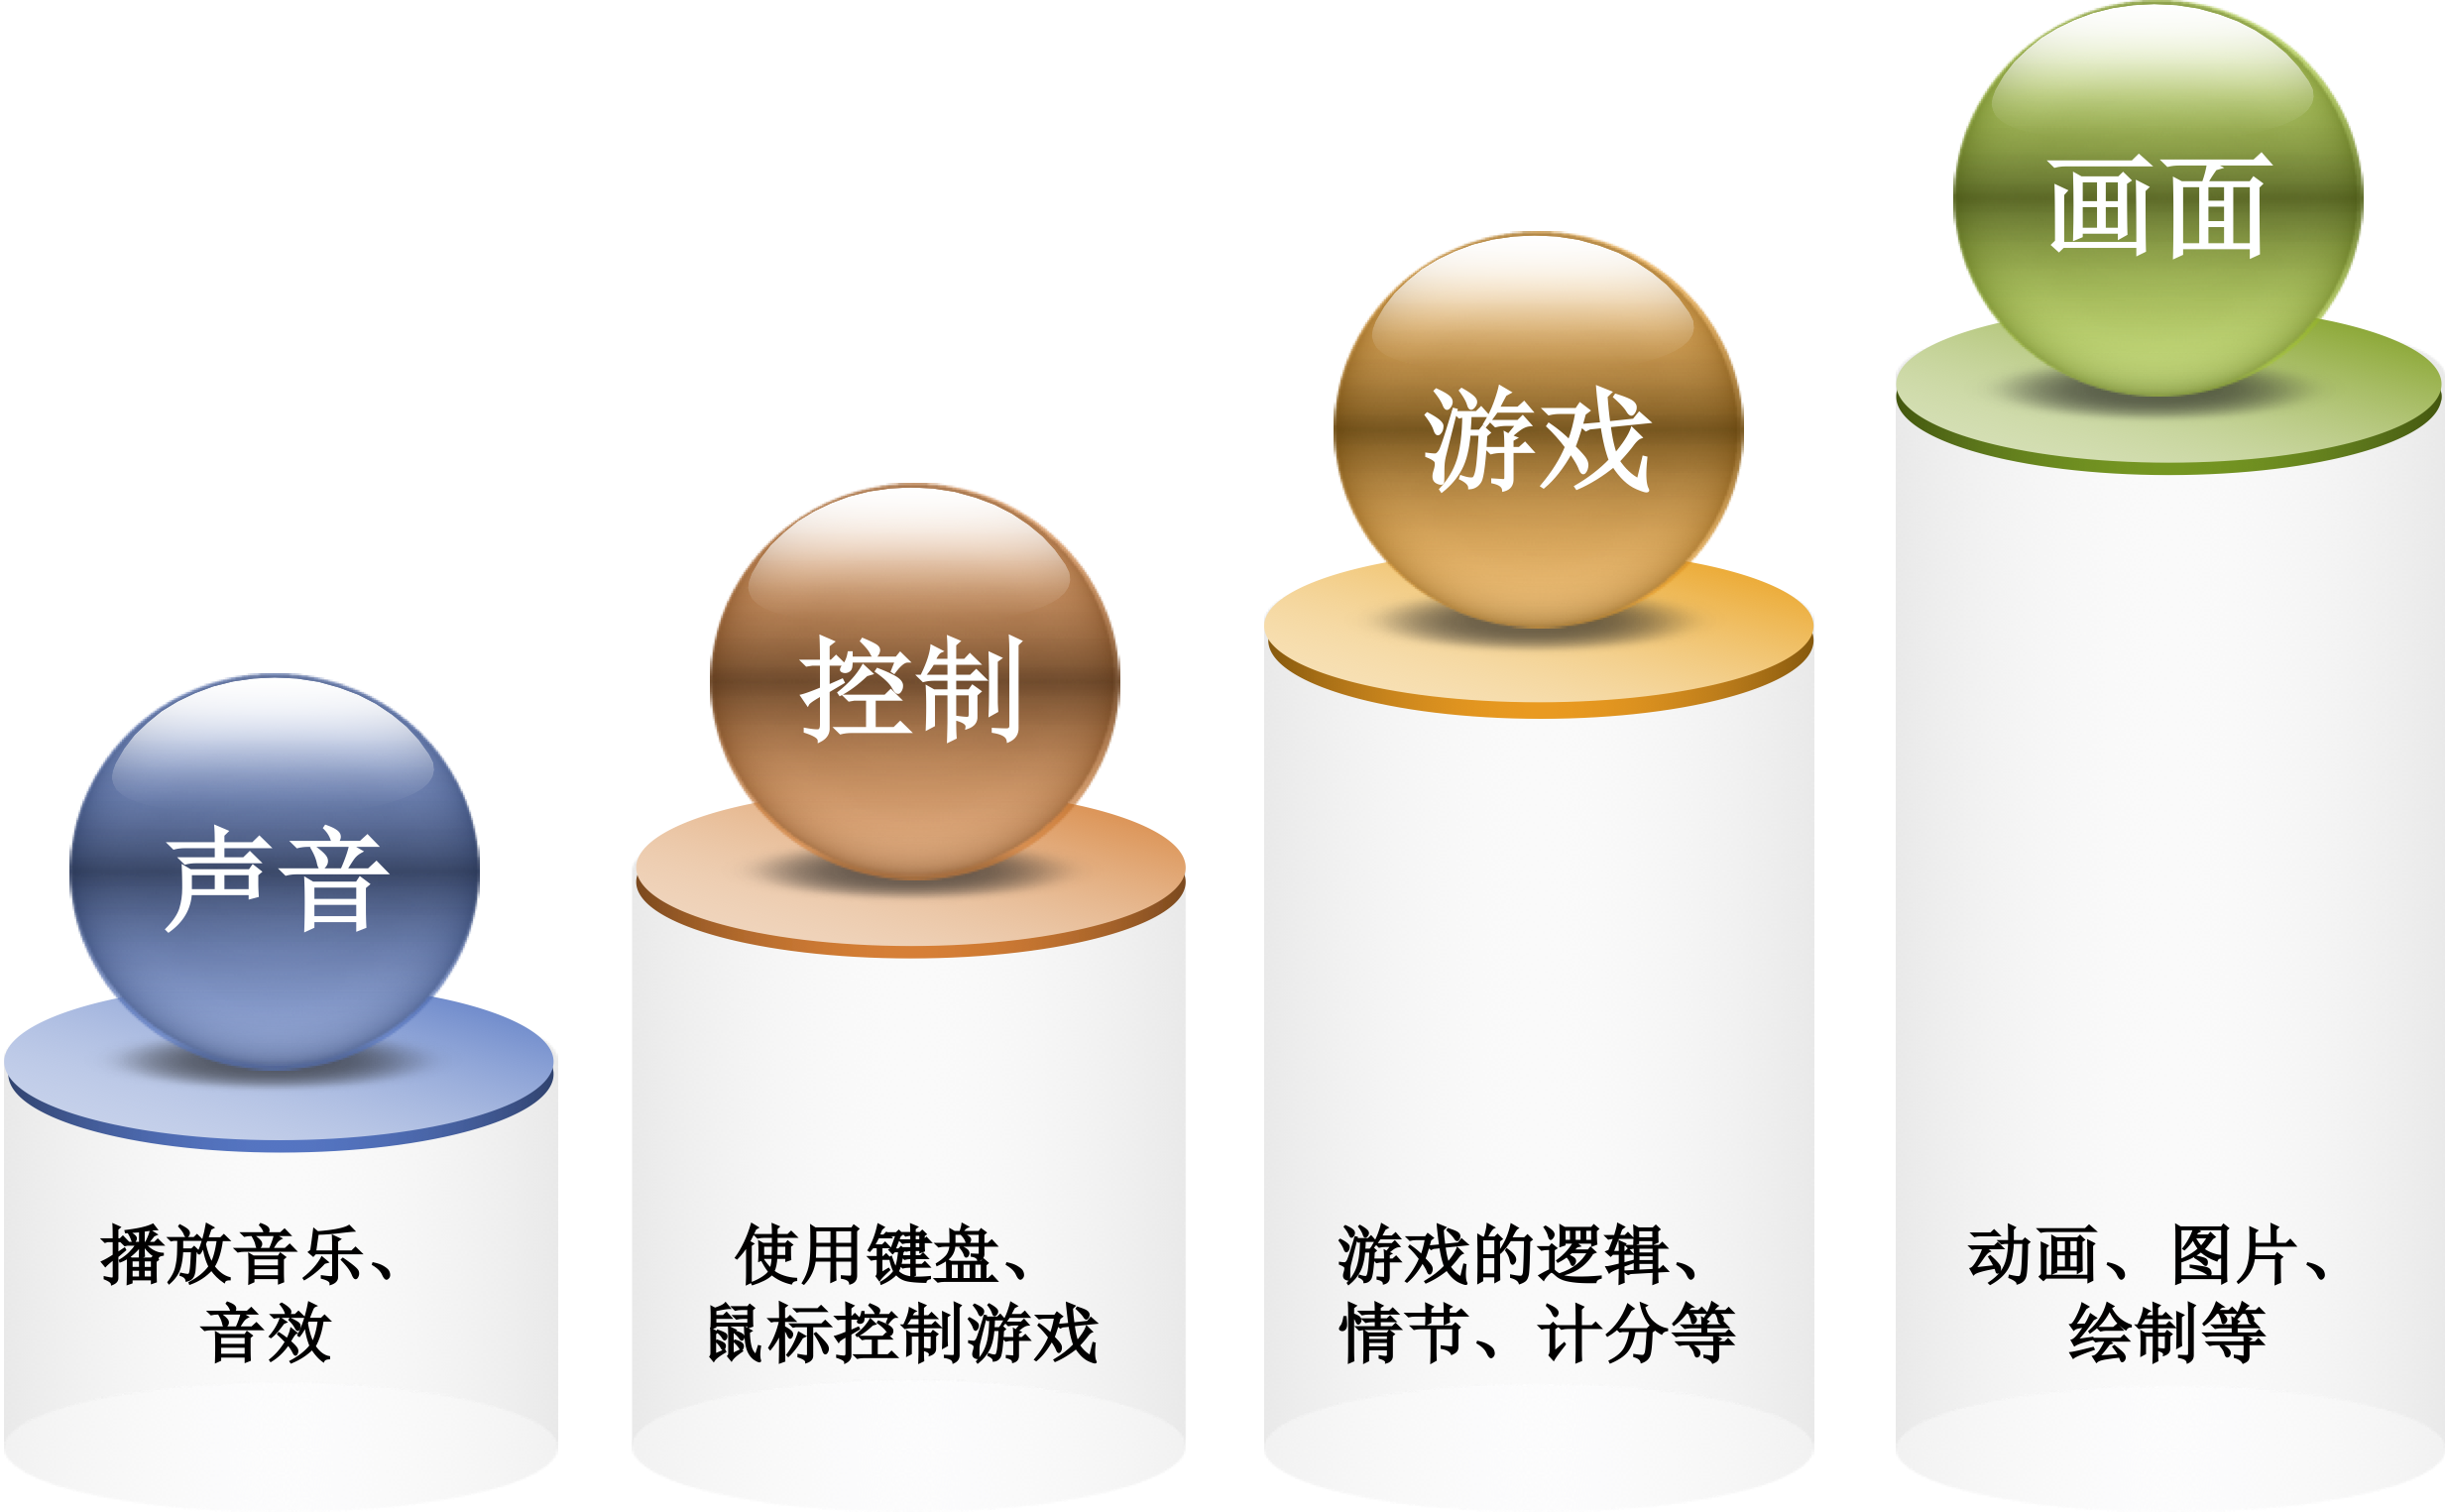 声音
播放音乐、
音效
控制
使用键盘、
鼠标控制游戏
游戏
游戏的逻辑、
情节、计分等
画面
动画、图片、
绘制等